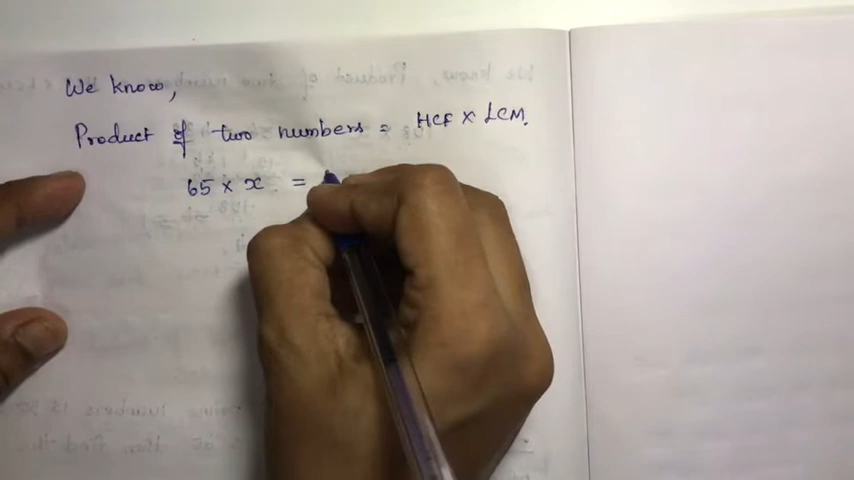 We know,
Product of two numbers = HCF x LCM.
65 x x =